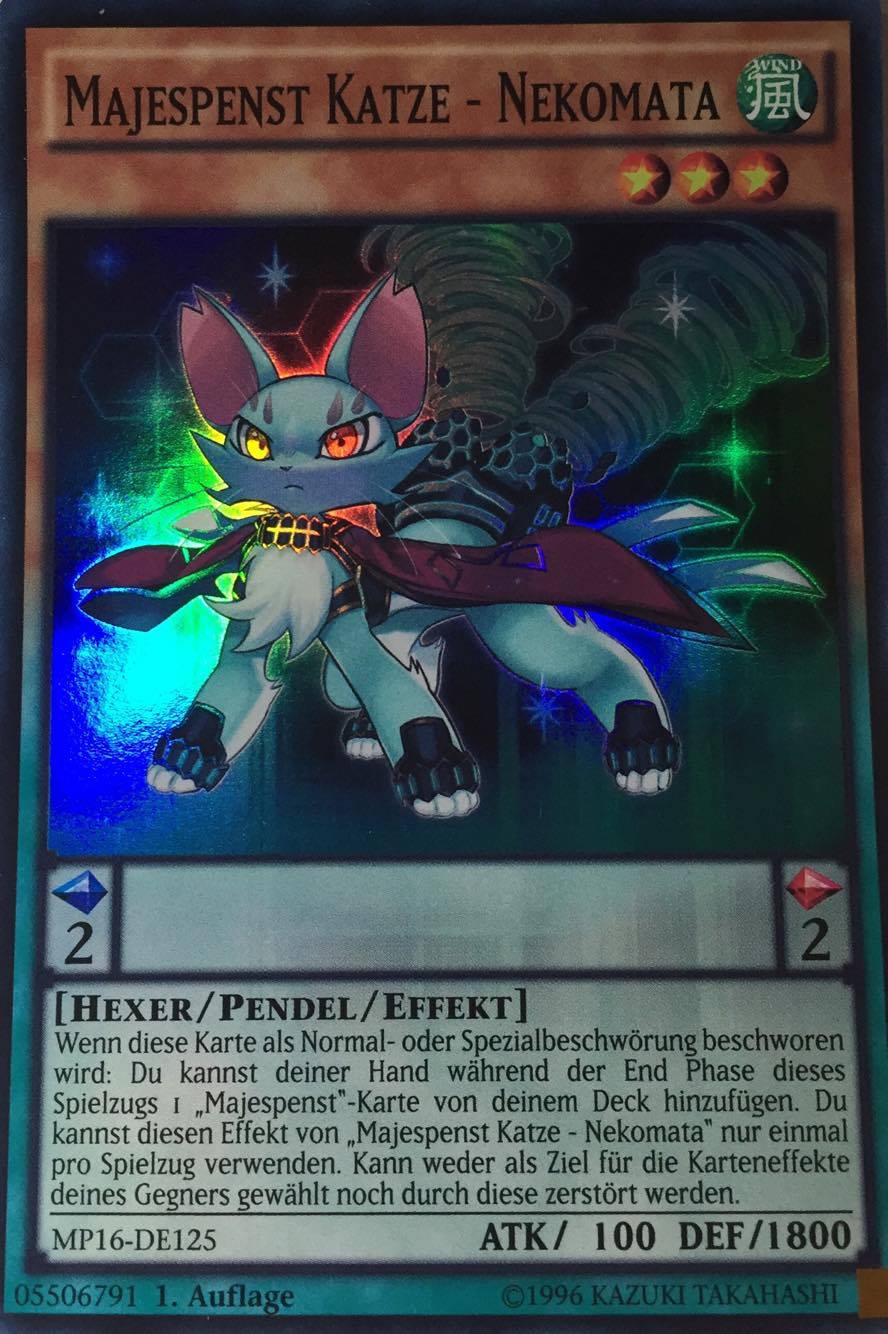 Majespenst Katze - Nekomata
WIND
風
2
2
[Hexer/Pendel/Effekt]
Wenn diese Karte als Normal- oder Spezialbeschwörung beschworen
wird: Du kannst deiner Hand während der End Phase dieses
Spielzugs 1 „Majespenst"-Karte von deinem Deck hinzufügen. Du
kannst diesen Effekt von „Majespenst Katze - Nekomata" nur einmal
pro Spielzug verwenden. Kann weder als Ziel für die Karteneffekte
deines Gegners gewählt noch durch diese zerstört werden.
MP16-DE125 ATK/ 100 DEF/1800
05506791 1. Auflage ©1996 KAZUKI TAKAHASHI